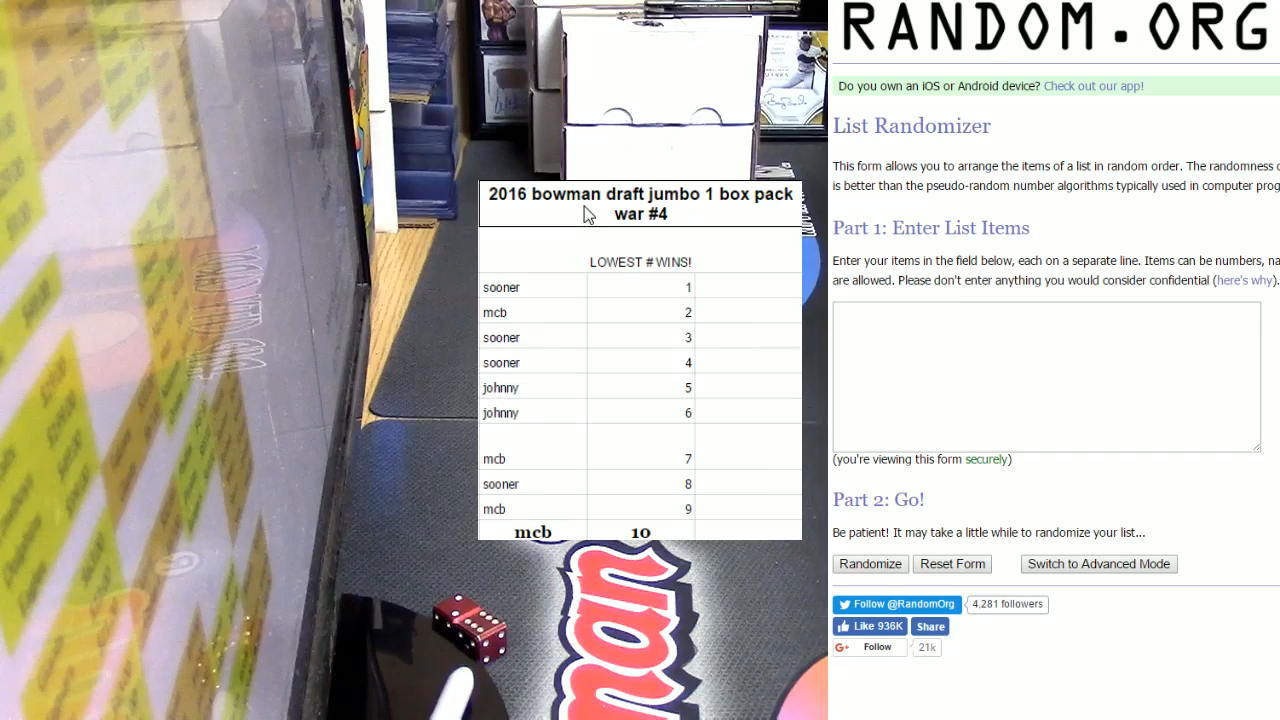 RANDOM.ORG
Do you own an iOS or Android device? Check out our app!
List Randomizer
This form allows you to arrange the items of a list in random order. The randomness
is better than the pseudo-random number algorithms typically used in computer
Part 1: Enter List Items
Enter your items in the field below, each on a separate line. Items can be numbers,
are allowed. Please don't enter anything you would consider confidential (here's why).
(you're viewing this form securely)
Part 2: Go!
Be patient! It may take a little while to randomize your list...
Randomize Reset Form Switch to Advanced Mode
Follow @RandomOrg 4,281 followers
Like 936K Share
G+ Follow 21k
2016 bowman draft jumbo 1 box pack
war #4
LOWEST # WINS!
sooner 1
mcb 2
sooner 3
sooner 4
johnny 5
johnny 6
mcb 7
sooner 8
mcb 9
mcb 10